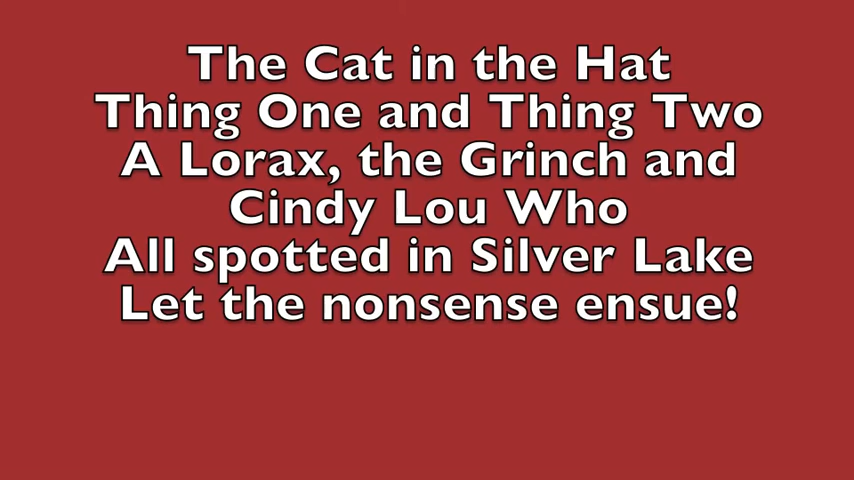 The Cat in the Hat
Thing One and Thing Two
A Lorax, the Grinch and
Cindy Lou Who
All spotted in Silver Lake
Let the nonsense ensue!